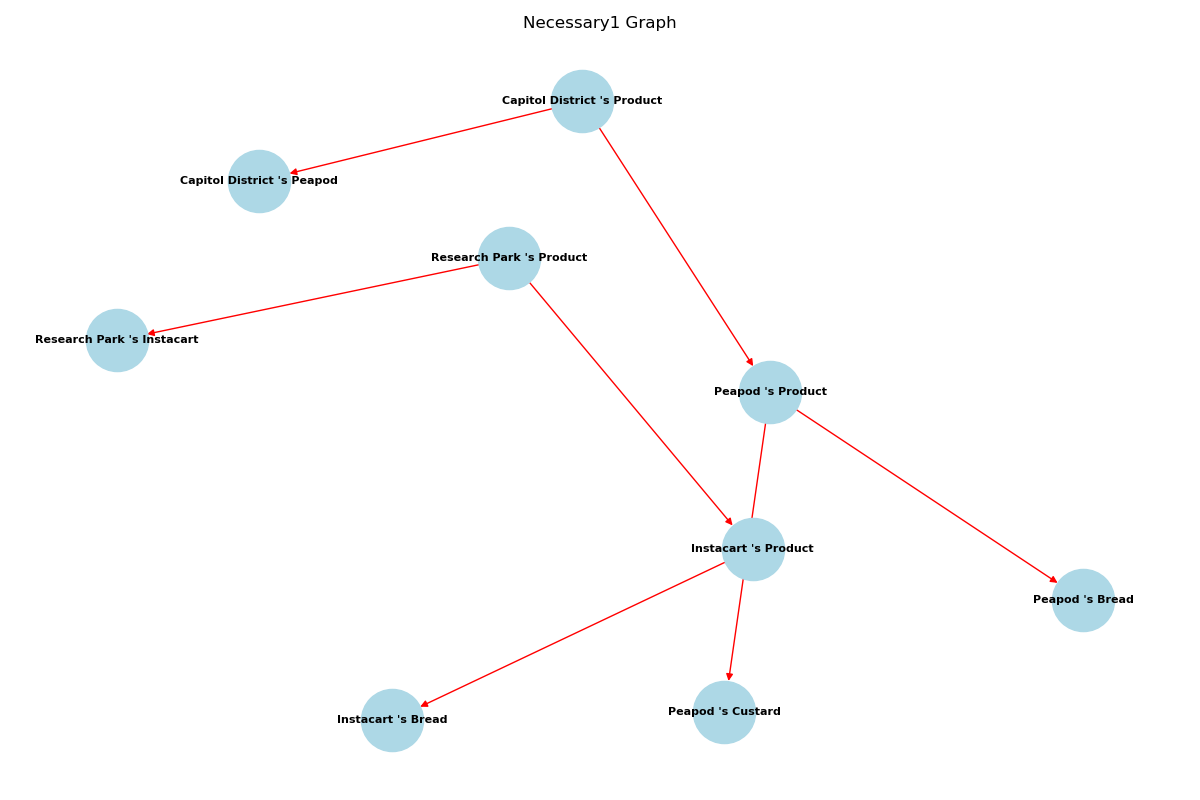 Necessary1 Graph
Capitol District 's Product
Capitol District 's Peapod
Research Park 's Product
Research Park 's Instacart
Peapod 's Product
Instacart 's Product
Peapod 's Bread
Peapod 's Custard
Instacart 's Bread